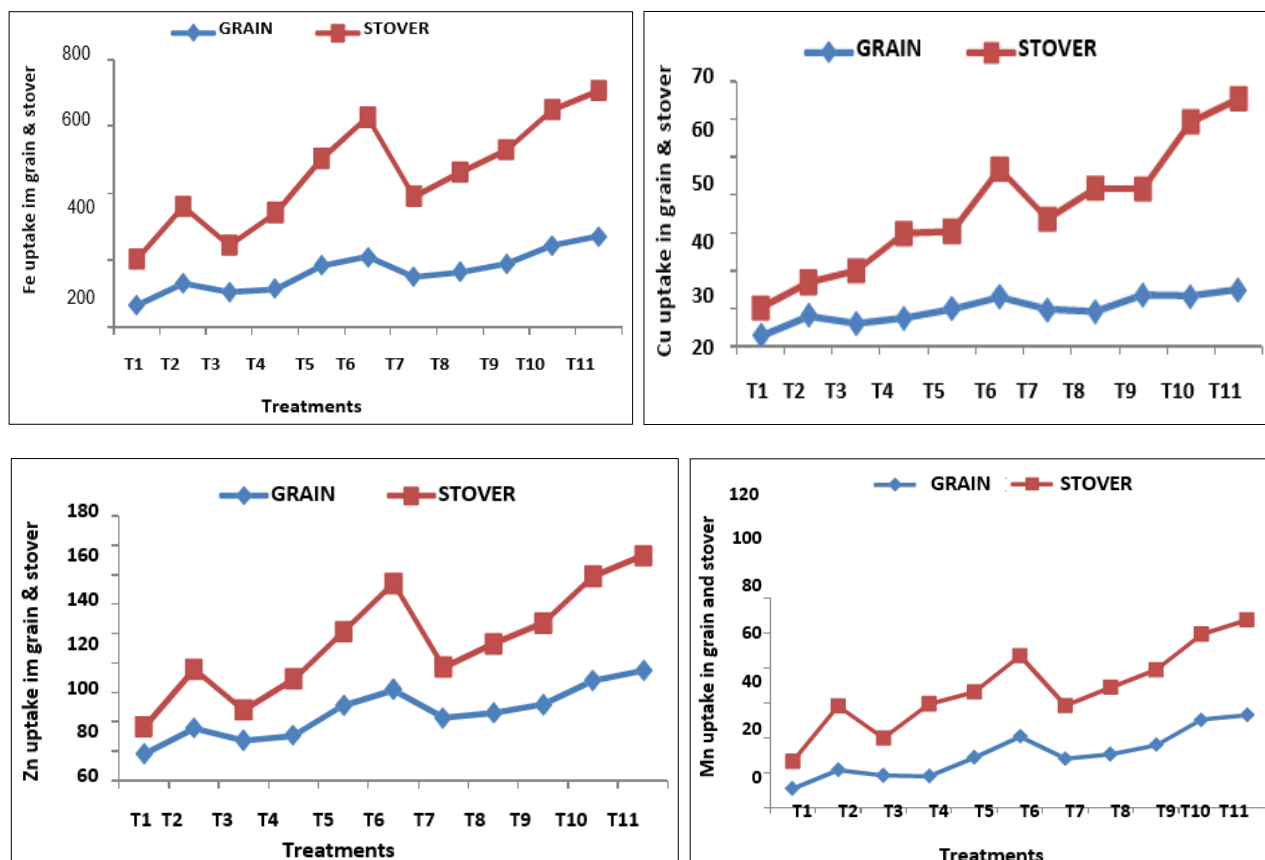 GRAIN STOVER
Fe uptake im grain & stover
800
600
400
200
T1 T2 T3 T4 T5 T6 T7 T8 T9 T10 T11
Treatments
GRAIN STOVER
Cu uptake in grain & stover
70
60
50
40
30
20
T1 T2 T3 T4 T5 T6 T7 T8 T9 T10 T11
GRAIN STOVER
Zn uptake im grain & stover
180
160
140
120
100
80
60
T1 T2 T3 T4 T5 T6 T7 T8 T9 T10 T11
Treatments
GRAIN STOVER
Mn uptake in grain and stover
120
100
80
60
40
20
0
T1 T2 T3 T4 T5 T6 T7 T8 T9 T10 T11
Treatments